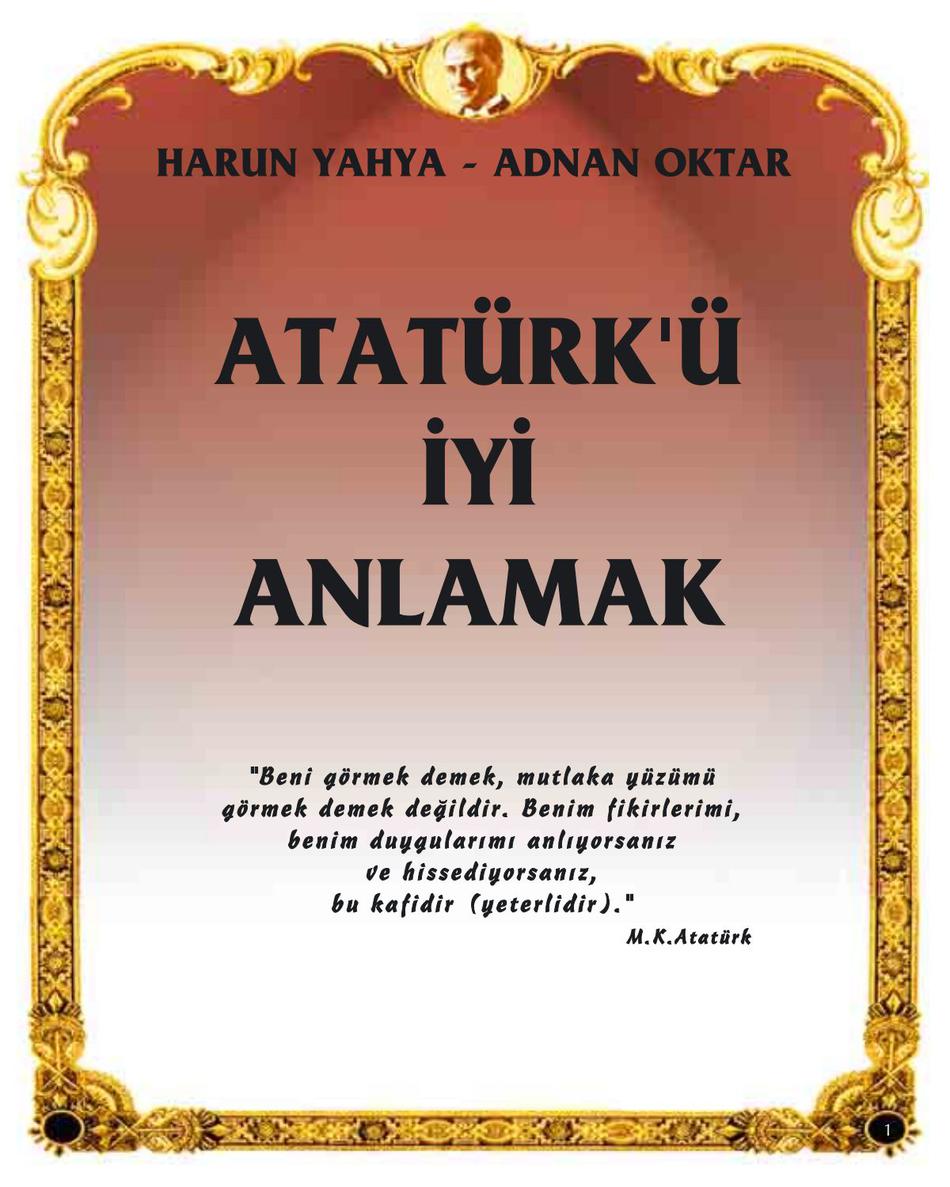 HARUN YAHYA - ADNAN OKTAR
ATATÜRK'Ü
İYİ
ANLAMAK
"Beni görmek demek, mutlaka yüzümü
görmek demek değildir. Benim fikirlerimi,
benim duygularımı anlıyorsanız
ve hissediyorsanız,
bu kafidir (yeterlidir)."
M.K.Atatürk
1